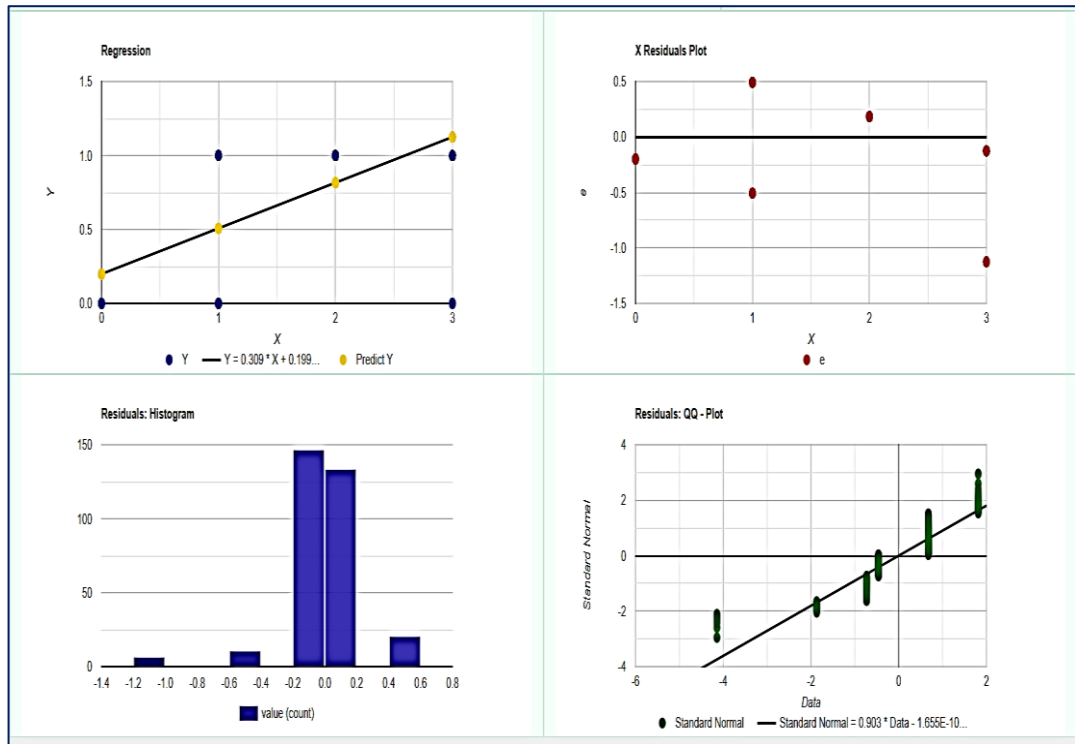 Regression
1.5
1.0
0.5
0.0
Y
0 1 2 3
X
Y Y = 0.309 * X + 0.199... Predict Y
X Residuals Plot
0.5
0.0
-0.5
-1.0
-1.5
e
0 1 2 3
X
e
Residuals: Histogram
150
100
50
0
-1.4 -1.2 -1.0 -0.8 -0.6 -0.4 -0.2 0.0 0.2 0.4 0.6 0.8
value (count)
Residuals: QQ - Plot
4
2
0
-2
-4
Standard Normal
-6 -4 -2 0 2
Data
Standard Normal Standard Normal = 0.903 * Data - 1.655E-10...